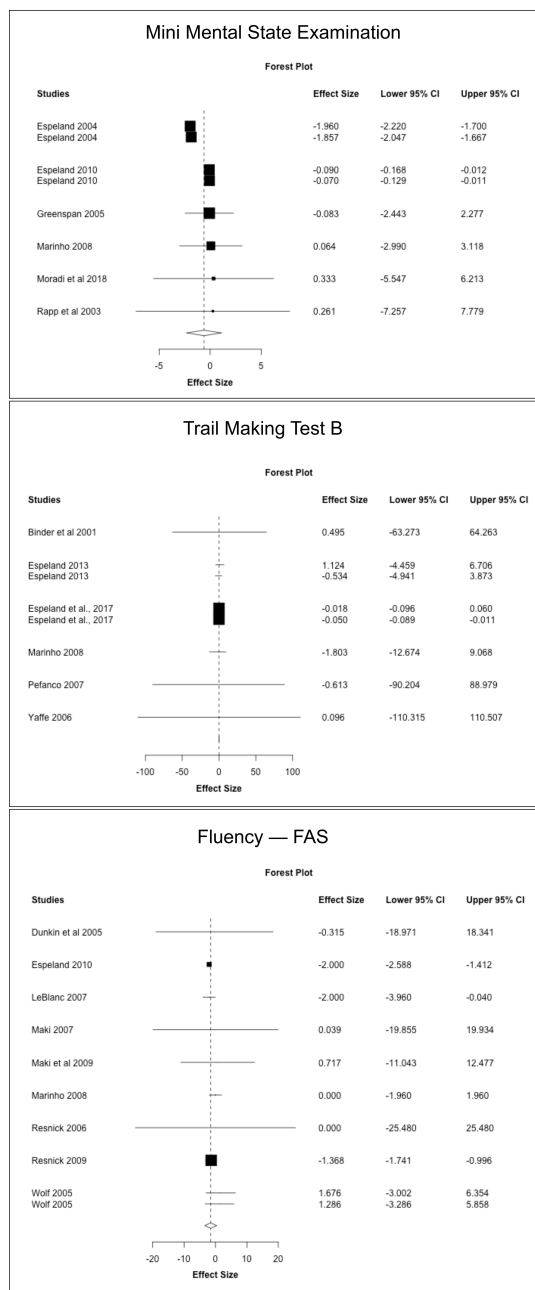 Mini Mental State Examination
Forest Plot
Studies Effect Size Lower 95% CI Upper 95% CI
Espeland 2004 -1.960 -2.220 -1.700
Espeland 2004 -1.857 -2.047 -1.667
Espeland 2010 -0.090 -0.168 -0.012
Espeland 2010 -0.070 -0.129 -0.011
Greenspan 2005 -0.083 -2.443 2.277
Marinho 2008 0.064 -2.990 3.118
Moradi et al 2018 0.333 -5.547 6.213
Rapp et al 2003 0.261 -7.257 7.779
-5 0 5
Effect Size
Trail Making Test B
Forest Plot
Studies Effect Size Lower 95% CI Upper 95% CI
Binder et al 2001 0.495 -63.273 64.263
Espeland 2013 1.124 -4.459 6.706
Espeland 2013 -0.534 -4.941 3.873
Espeland et al., 2017 -0.018 -0.096 0.060
Espeland et al., 2017 -0.050 -0.089 -0.011
Marinho 2008 -1.803 -12.674 9.068
Pefanco 2007 -0.613 -90.204 88.979
Yaffe 2006 0.096 -110.315 110.507
-100 -50 0 50 100
Effect Size
Fluency — FAS
Forest Plot
Studies Effect Size Lower 95% CI Upper 95% CI
Dunkin et al 2005 -0.315 -18.971 18.341
Espeland 2010 -2.000 -2.588 -1.412
LeBlanc 2007 -2.000 -3.960 -0.040
Maki 2007 0.039 -19.855 19.934
Maki et al 2009 0.717 -11.043 12.477
Marinho 2008 0.000 -1.960 1.960
Resnick 2006 0.000 -25.480 25.480
Resnick 2009 -1.368 -1.741 -0.996
Wolf 2005 1.676 -3.002 6.354
Wolf 2005 1.286 -3.286 5.858
-20 -10 0 10 20
Effect Size